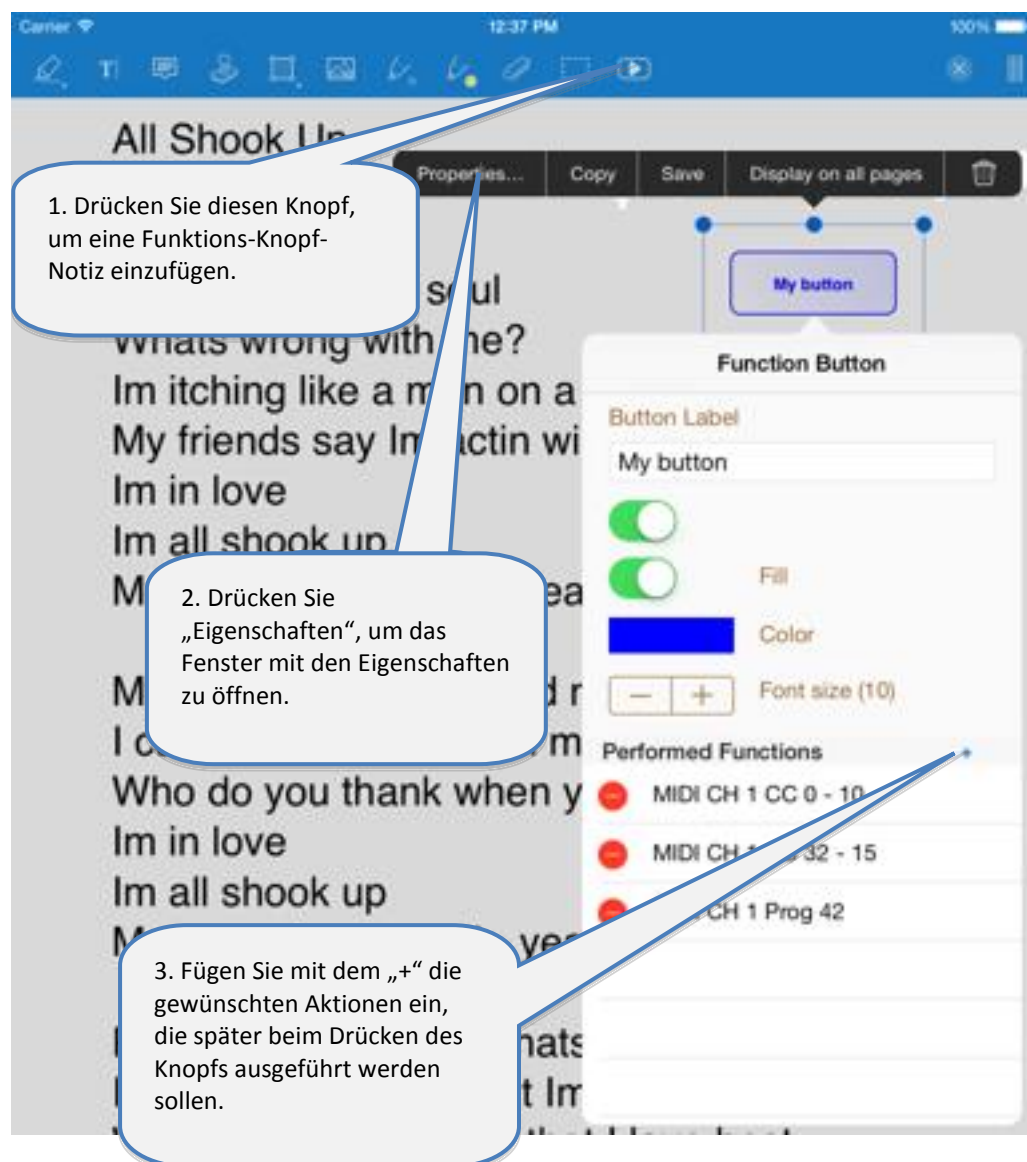 Carrier 12:37 PM 100%
T
All Shook Up
Properties... Copy Save Display on all pages
1. Drücken Sie diesen Knopf,
um eine Funktions-Knopf-
Notiz einzufügen.
My button
soul
Whats wrong with me?
Function Button
Im itching like a man on a
Button Label
My friends say Im actin wi
My button
Im in love
Im all shook up
Fill
2. Drücken Sie
„Eigenschaften“, um das
Fenster mit den Eigenschaften
zu öffnen.
Color
Font size (10)
Performed Functions +
Who do you thank when y
MIDI CH 1 CC 0 - 10
Im in love
MIDI CH 1 32 - 15
Im all shook up
CH 1 Prog 42
3. Fügen Sie mit dem „+“ die
gewünschten Aktionen ein,
die später beim Drücken des
Knopfs ausgeführt werden
sollen.